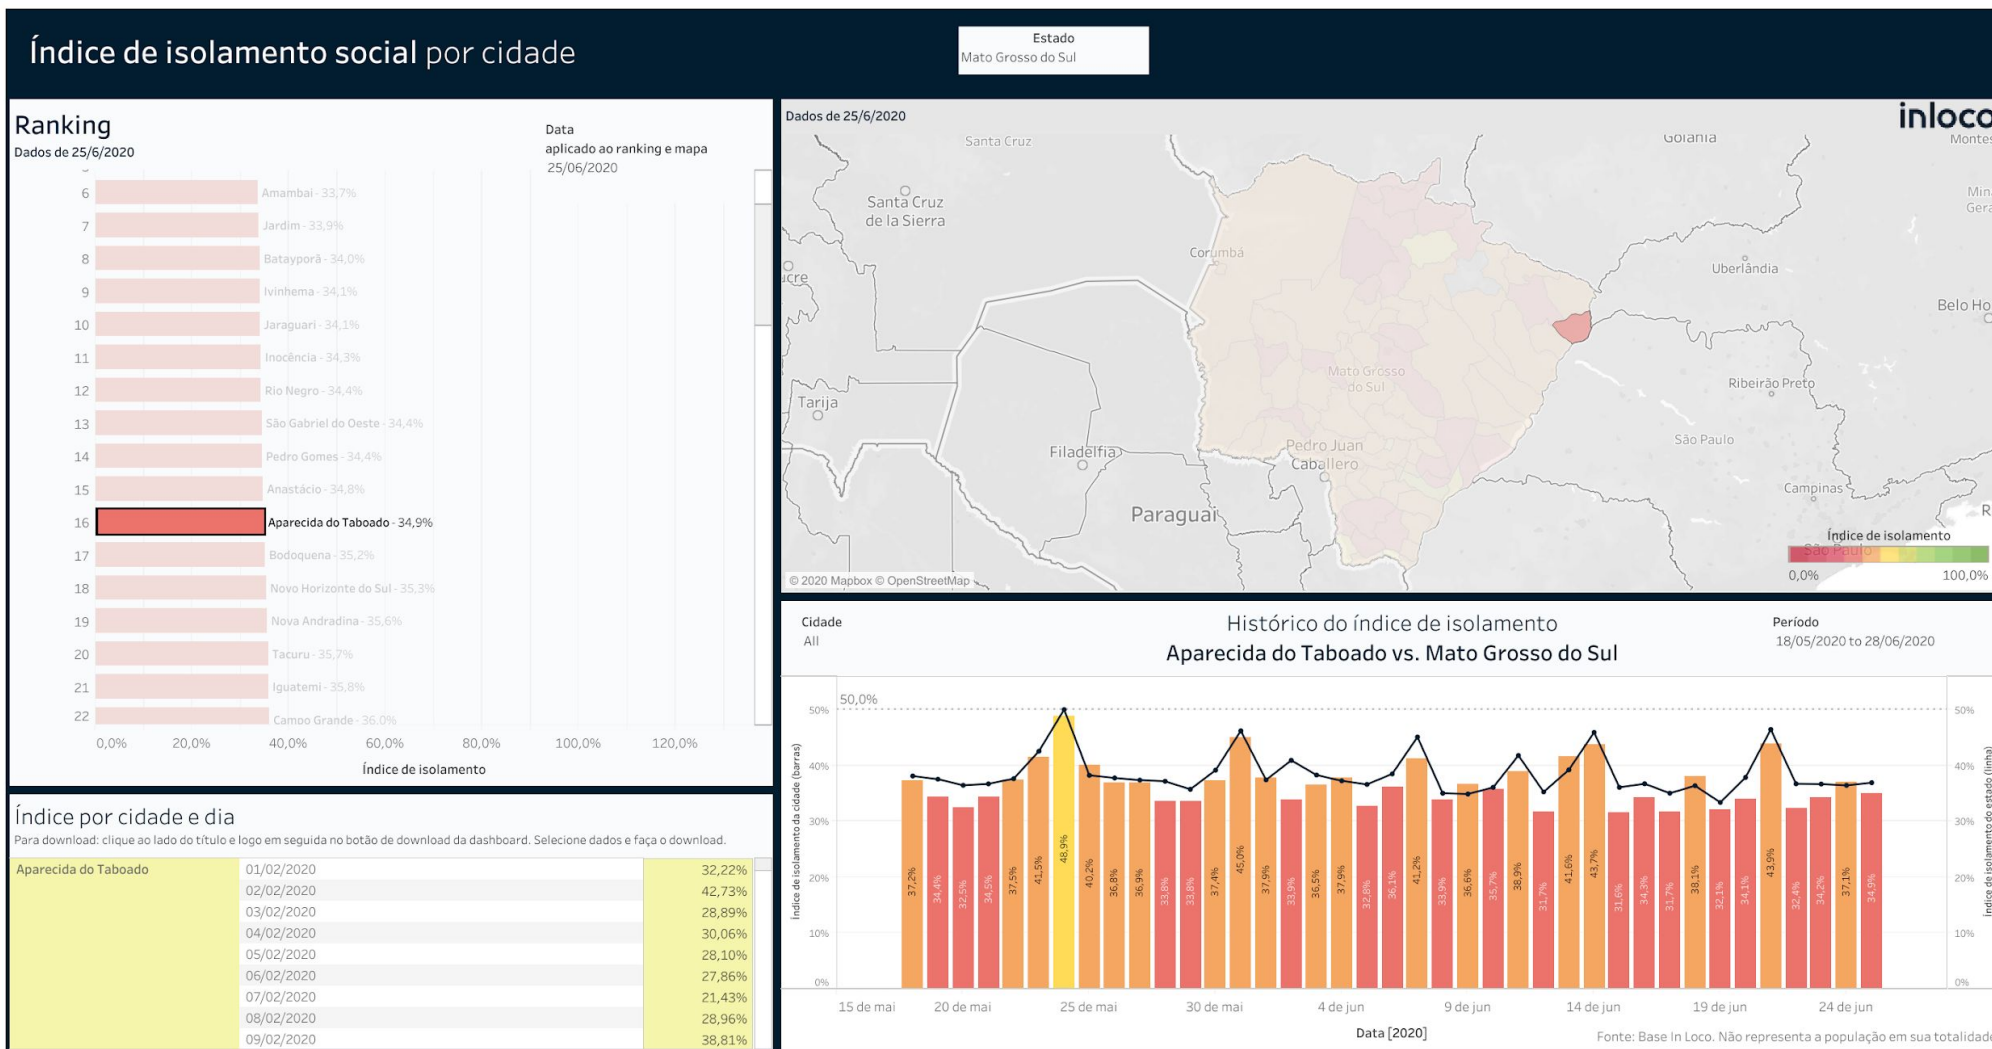 Índice de isolamento social por cidade
Estado
Mato Grosso do Sul
Ranking
Dados de 25/6/2020
Data
aplicado ao ranking e mapa
25/06/2020
6 Amambai - 33,7%
7 Jardim - 33,9%
8 Batayporã - 34,0%
9 Ivinhema - 34,1%
10 Jaraguari - 34,1%
11 Inocência - 34,3%
12 Rio Negro - 34,4%
13 São Gabriel do Oeste - 34,4%
14 Pedro Gomes - 34,4%
15 Anastácio - 34,8%
16 Aparecida do Taboado - 34,9%
17 Bodoquena - 35,2%
18 Novo Horizonte do Sul - 35,3%
19 Nova Andradina - 35,6%
20 Tacuru - 35,7%
21 Iguatemi - 35,8%
22 Campo Grande - 36,0%
0,0% 20,0% 40,0% 60,0% 80,0% 100,0% 120,0%
Índice de isolamento
Índice por cidade e dia
Para download: clique ao lado do título e logo em seguida no botão de download da dashboard. Selecione dados e faça o download.
Aparecida do Taboado 01/02/2020 32,22%
02/02/2020 42,73%
03/02/2020 28,89%
04/02/2020 30,06%
05/02/2020 28,10%
06/02/2020 27,86%
07/02/2020 21,43%
08/02/2020 28,96%
09/02/2020 38,81%
Dados de 25/6/2020
inloco
Santa Cruz
Goiânia
Montes
Santa Cruz
de la Sierra
Min
Gera
Corumbá
Uberlândia
ucre
Belo Ho
Mato Grosso
do Sul
Ribeirão Preto
Tarija
São Paulo
Pedro Juan
Caballero
Filadélfia
Campinas
Paraguai
R
Índice de isolamento
São Paulo
0,0% 100,0%
© 2020 Mapbox © OpenStreetMap
Cidade
All
Histórico do índice de isolamento
Aparecida do Taboado vs. Mato Grosso do Sul
Período
18/05/2020 to 28/06/2020
50,0%
Índice de isolamento da cidade (barras)
50%
40%
30%
20%
10%
0%
37,2% 34,4% 32,5% 34,5% 37,5% 41,5% 48,9% 40,2% 36,8% 36,9% 33,8% 33,8% 37,4% 45,0% 37,9% 33,9% 36,5% 37,9% 32,8% 36,1% 41,2% 33,9% 36,6% 35,7% 38,9% 31,7% 41,6% 43,7% 31,6% 34,3% 31,7% 38,1% 32,1% 34,1% 43,9% 32,4% 34,2% 37,1% 34,9%
50%
40%
30%
20%
10%
0%
Índice de isolamento do estado (linha)
15 de mai 20 de mai 25 de mai 30 de mai 4 de jun 9 de jun 14 de jun 19 de jun 24 de jun
Data [2020]
Fonte: Base In Loco. Não representa a população em sua totalidade